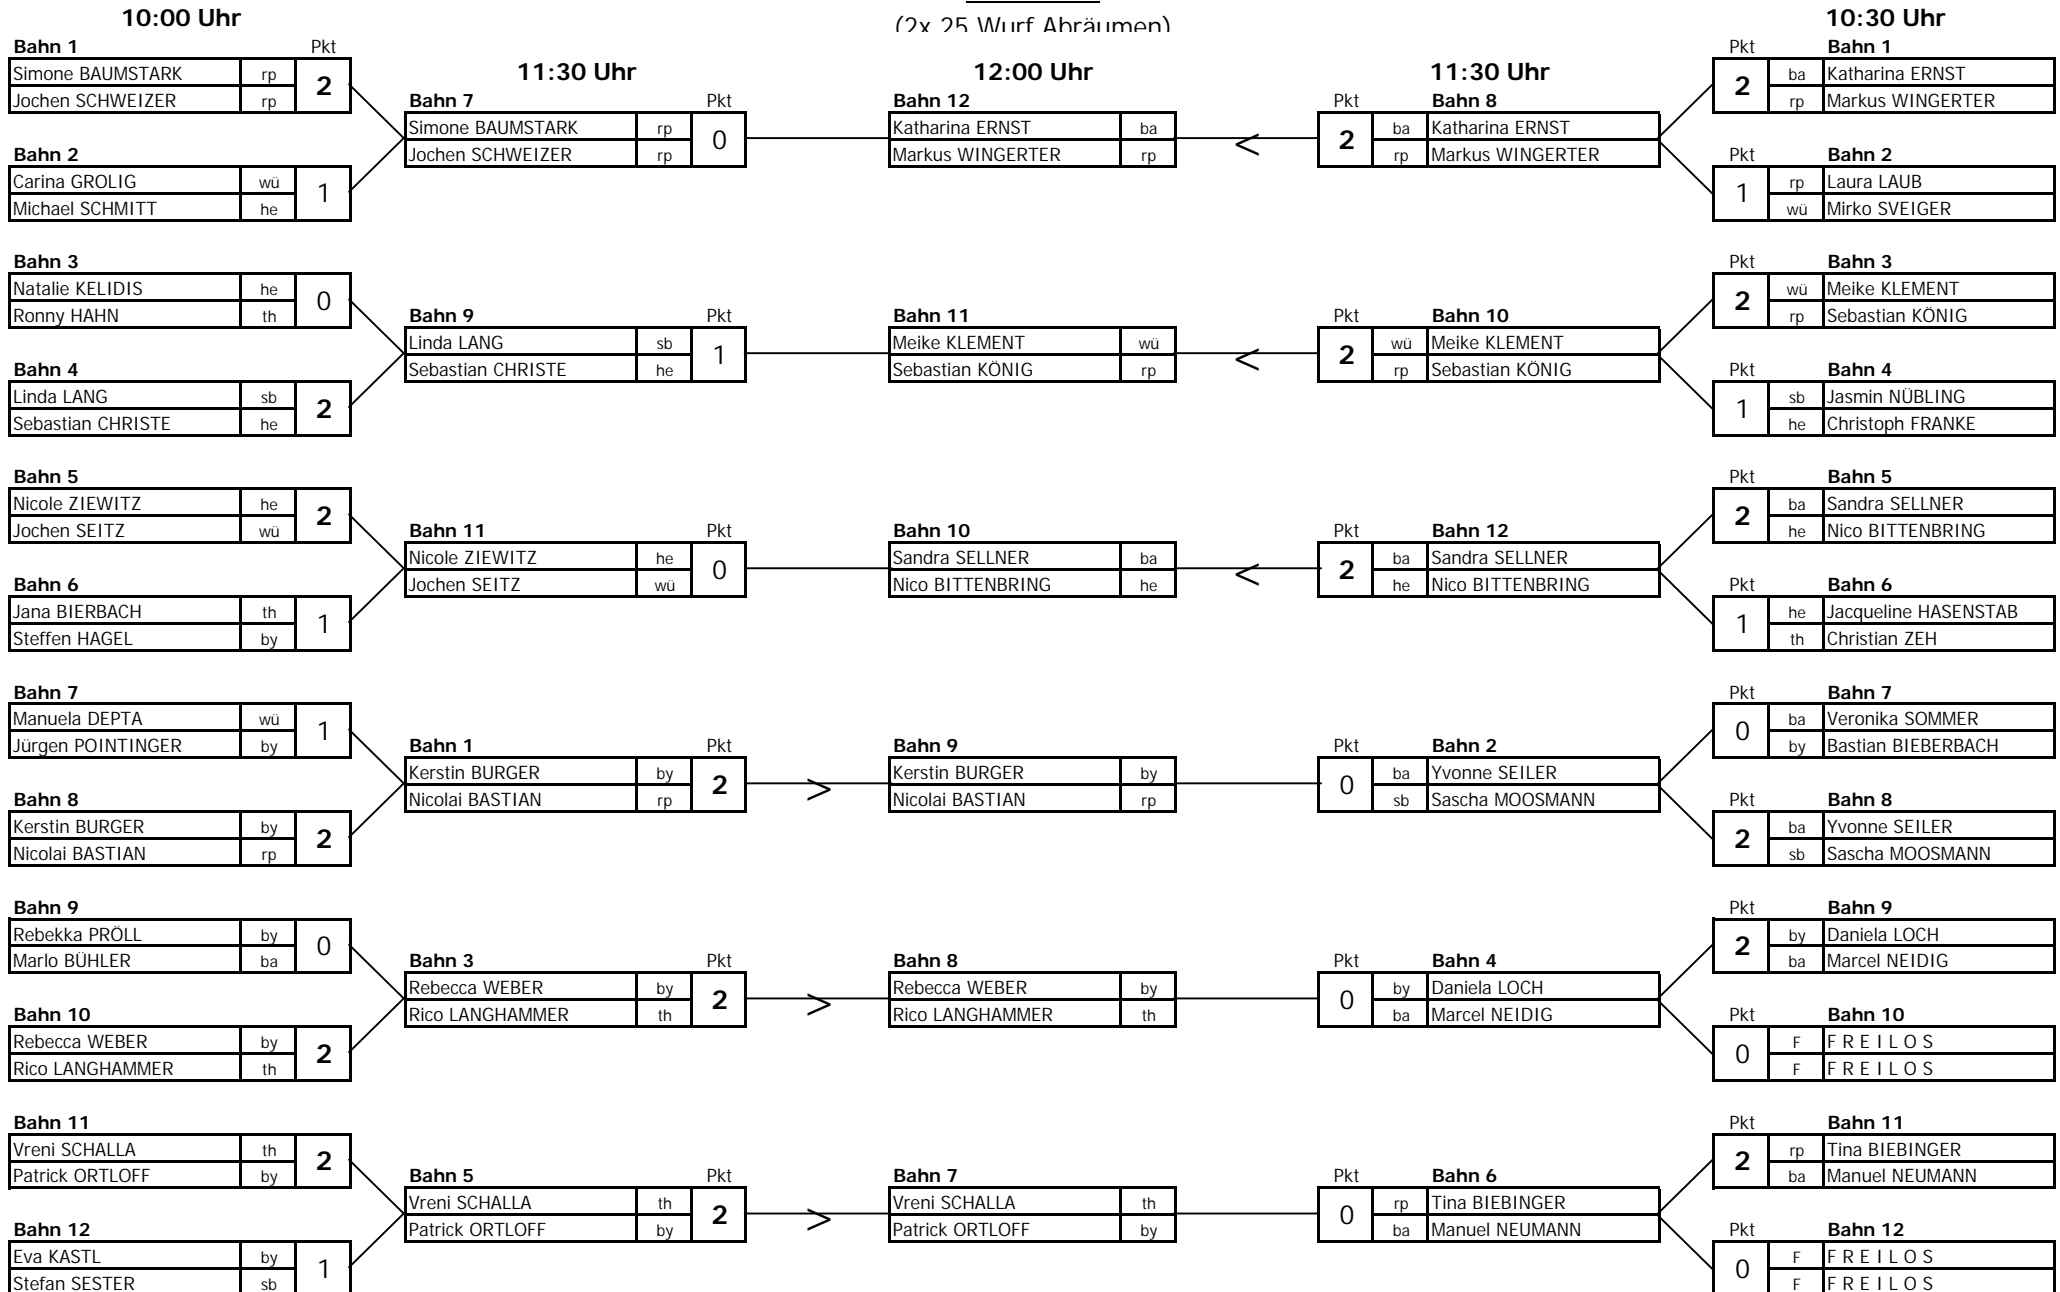 10:00 Uhr
(2x 25 Wurf Abräumen)
10:30 Uhr
11:30 Uhr
12:00 Uhr
11:30 Uhr
Bahn 1 Pkt
Simone BAUMSTARK rp 2
Jochen SCHWEIZER rp
Bahn 2
Carina GROLIG wü 1
Michael SCHMITT he
Bahn 3
Natalie KELIDIS he 0
Ronny HAHN th
Bahn 4
Linda LANG sb 2
Sebastian CHRISTE he
Bahn 5
Nicole ZIEWITZ he 2
Jochen SEITZ wü
Bahn 6
Jana BIERBACH th 1
Steffen HAGEL by
Bahn 7
Manuela DEPTA wü 1
Jürgen POINTINGER by
Bahn 8
Kerstin BURGER by 2
Nicolai BASTIAN rp
Bahn 9
Rebekka PRÖLL by 0
Marlo BÜHLER ba
Bahn 10
Rebecca WEBER by 2
Rico LANGHAMMER th
Bahn 11
Vreni SCHALLA th 2
Patrick ORTLOFF by
Bahn 12
Eva KASTL by 1
Stefan SESTER sb
Bahn 7 Pkt
Simone BAUMSTARK rp 0
Jochen SCHWEIZER rp
Bahn 9 Pkt
Linda LANG sb 1
Sebastian CHRISTE he
Bahn 11 Pkt
Nicole ZIEWITZ he 0
Jochen SEITZ wü
Bahn 1 Pkt
Kerstin BURGER by 2 >
Nicolai BASTIAN rp
Bahn 3 Pkt
Rebecca WEBER by 2 >
Rico LANGHAMMER th
Bahn 5 Pkt
Vreni SCHALLA th 2 >
Patrick ORTLOFF by
Bahn 12
Katharina ERNST ba <
Markus WINGERTER rp
Bahn 11
Meike KLEMENT wü <
Sebastian KÖNIG rp
Bahn 10
Sandra SELLNER ba <
Nico BITTENBRING he
Bahn 9
Kerstin BURGER by
Nicolai BASTIAN rp
Bahn 8
Rebecca WEBER by
Rico LANGHAMMER th
Bahn 7
Vreni SCHALLA th
Patrick ORTLOFF by
Pkt Bahn 8
2 ba Katharina ERNST
rp Markus WINGERTER
Pkt Bahn 10
2 wü Meike KLEMENT
rp Sebastian KÖNIG
Pkt Bahn 12
2 ba Sandra SELLNER
he Nico BITTENBRING
Pkt Bahn 2
0 ba Yvonne SEILER
sb Sascha MOOSMANN
Pkt Bahn 4
0 by Daniela LOCH
ba Marcel NEIDIG
Pkt Bahn 6
0 rp Tina BIEBINGER
ba Manuel NEUMANN
Pkt Bahn 1
2 ba Katharina ERNST
rp Markus WINGERTER
Pkt Bahn 2
1 rp Laura LAUB
wü Mirko SVEIGER
Pkt Bahn 3
2 wü Meike KLEMENT
rp Sebastian KÖNIG
Pkt Bahn 4
1 sb Jasmin NÜBLING
he Christoph FRANKE
Pkt Bahn 5
2 ba Sandra SELLNER
he Nico BITTENBRING
Pkt Bahn 6
1 he Jacqueline HASENSTAB
th Christian ZEH
Pkt Bahn 7
0 ba Veronika SOMMER
by Bastian BIEBERBACH
Pkt Bahn 8
2 ba Yvonne SEILER
sb Sascha MOOSMANN
Pkt Bahn 9
2 by Daniela LOCH
ba Marcel NEIDIG
Pkt Bahn 10
0 F F R E I L O S
F F R E I L O S
Pkt Bahn 11
2 rp Tina BIEBINGER
ba Manuel NEUMANN
Pkt Bahn 12
0 F F R E I L O S
F F R E I L O S